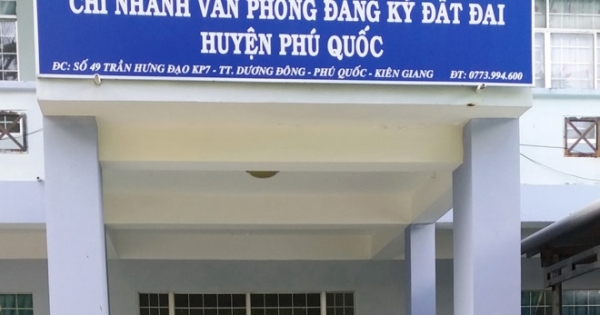 CHI NHÁNH VĂN PHÒNG ĐĂNG KÝ ĐẤT ĐAI
HUYỆN PHÚ QUỐC
ĐC: SỐ 49 TRẦN HƯNG ĐẠO KP7 - TT. DƯƠNG ĐÔNG - PHÚ QUỐC - KIÊN GIANG ĐT: 0773.994.600